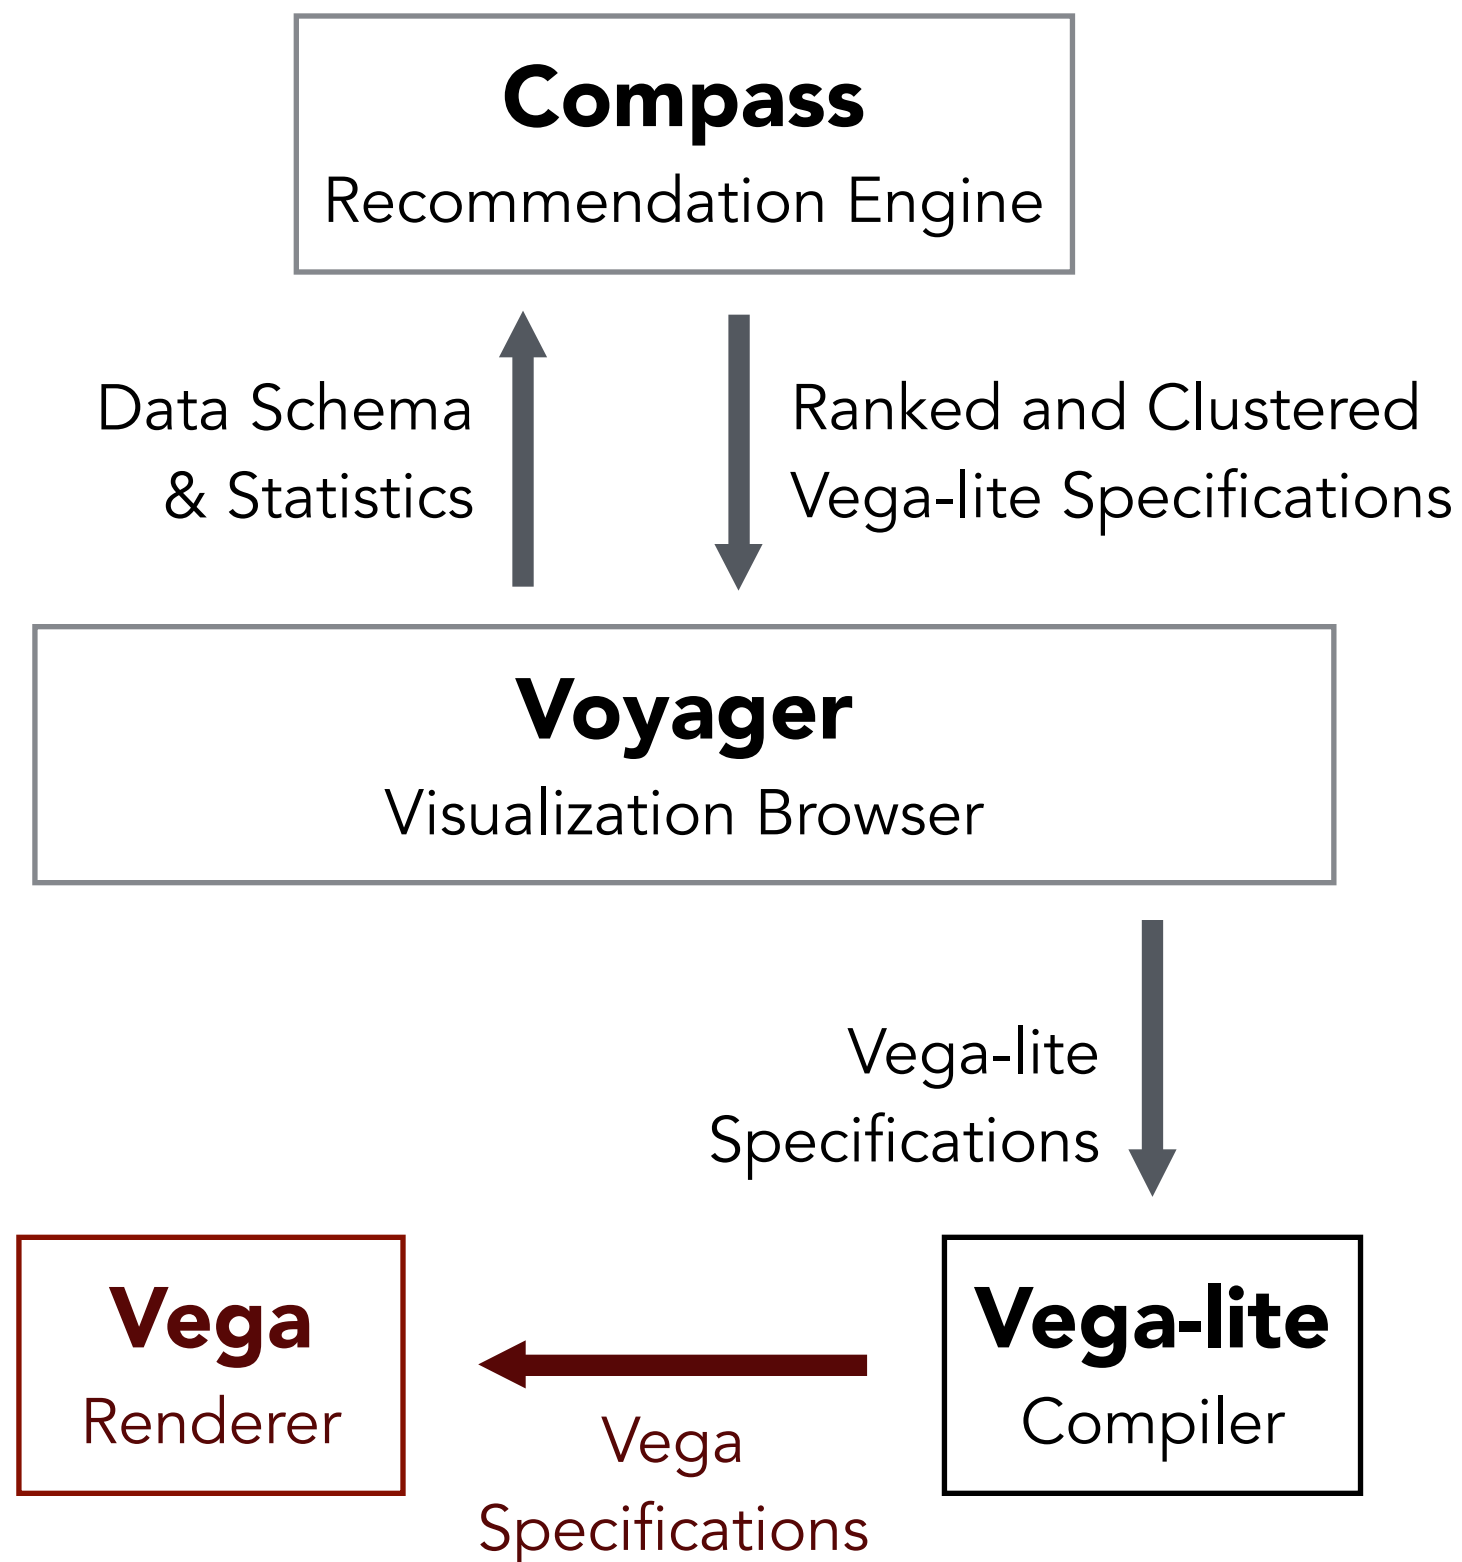 Compass
Recommendation Engine
Data Schema
& Statistics
Ranked and Clustered
Vega-lite Specifications
Voyager
Visualization Browser
Vega-lite
Specifications
Vega
Renderer
Vega
Specifications
Vega-lite
Compiler